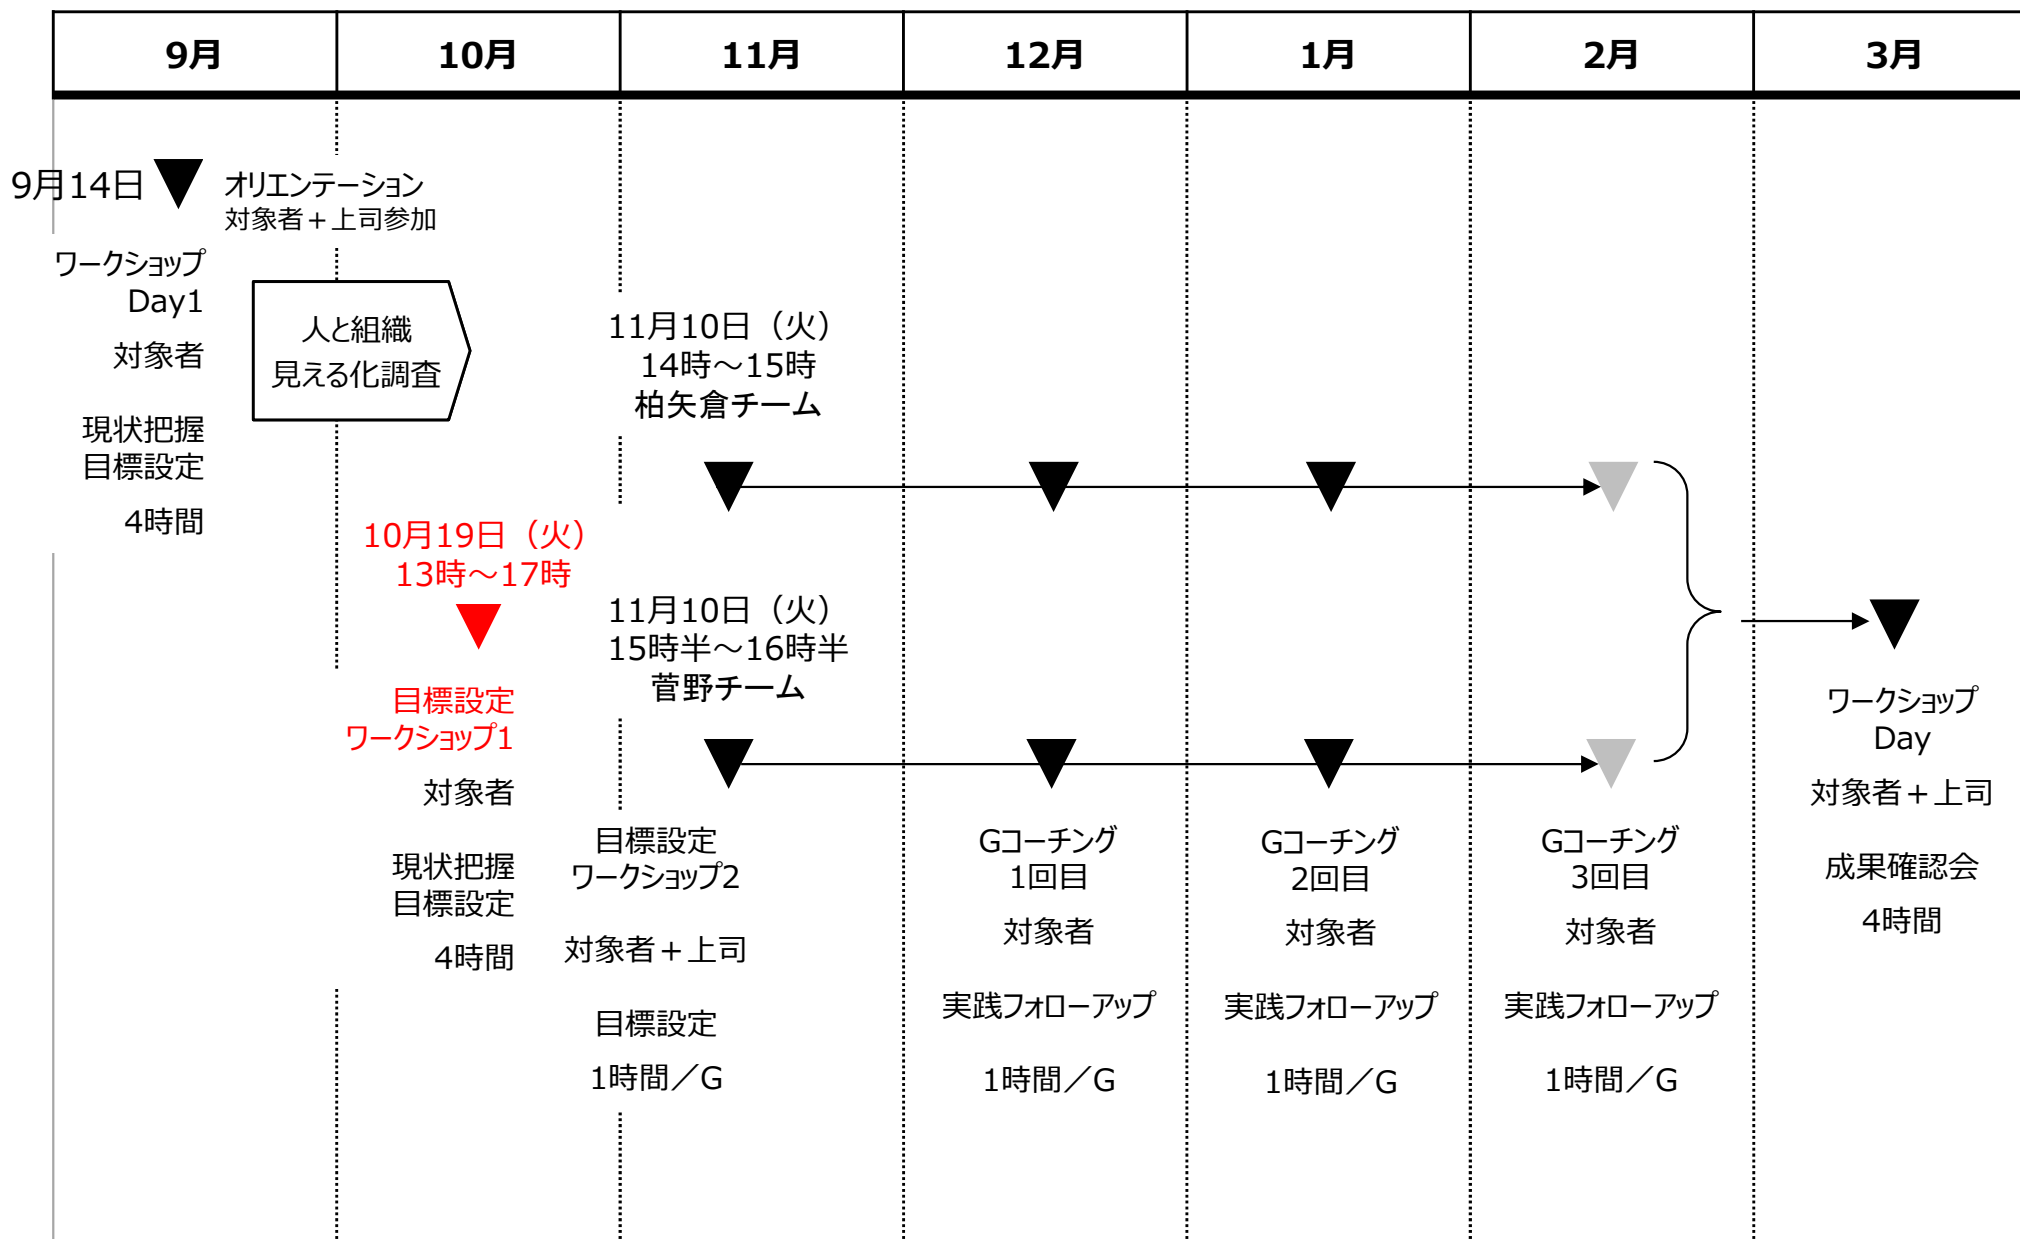 9月
10月
11月
12月
1月
2月
3月
9月14日
オリエンテーション
対象者＋上司参加
ワークショップ
Day1
対象者
現状把握
目標設定
4時間
人と組織
見える化調査
10月19日（火）
13時～17時
目標設定
ワークショップ1
対象者
現状把握
目標設定
4時間
11月10日（火）
14時～15時
柏矢倉チーム
11月10日（火）
15時半～16時半
菅野チーム
目標設定
ワークショップ2
対象者＋上司
目標設定
1時間／G
Gコーチング
1回目
対象者
実践フォローアップ
1時間／G
Gコーチング
2回目
対象者
実践フォローアップ
1時間／G
Gコーチング
3回目
対象者
実践フォローアップ
1時間／G
ワークショップ
Day
対象者＋上司
成果確認会
4時間